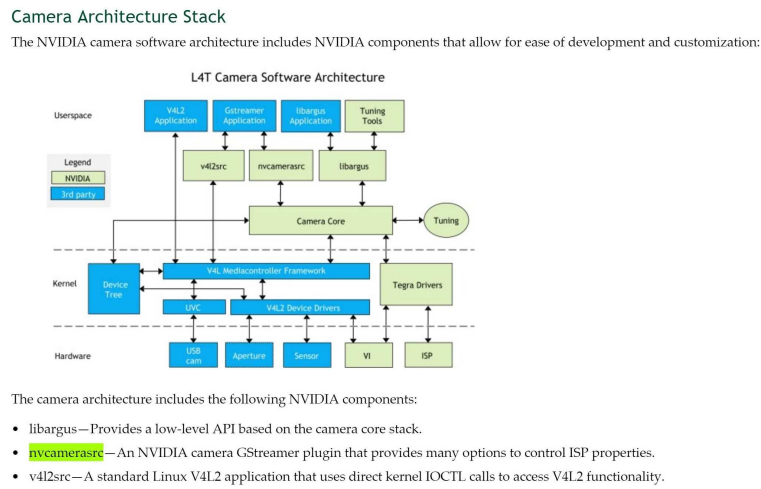 Camera Architecture Stack
The NVIDIA camera software architecture includes NVIDIA components that allow for ease of development and customization:
L4T Camera Software Architecture
Userspace
V4L2 Application
Gstreamer Application
libargus Application
Tuning Tools
Legend
NVIDIA
3rd party
v4l2src
nvcamerasrc
libargus
Camera Core
Tuning
Kernel
Device Tree
V4L Mediacontroller Framework
Tegra Drivers
UVC
V4L2 Device Drivers
Hardware
USB cam
Aperture
Sensor
VI
ISP
The camera architecture includes the following NVIDIA components:
• libargus—Provides a low-level API based on the camera core stack.
• nvcamerasrc—An NVIDIA camera GStreamer plugin that provides many options to control ISP properties.
• v4l2src—A standard Linux V4L2 application that uses direct kernel IOCTL calls to access V4L2 functionality.